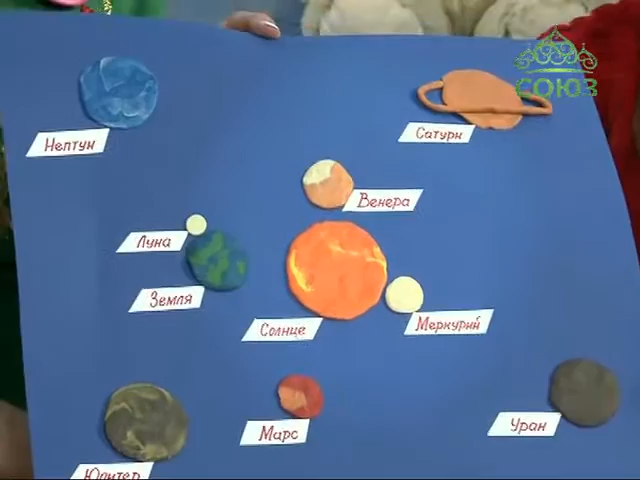 СОЮЗ
Нептун
Сатурн
Венера
Луна
Земля
Солнце
Меркурий
Марс
Уран
Юпитер